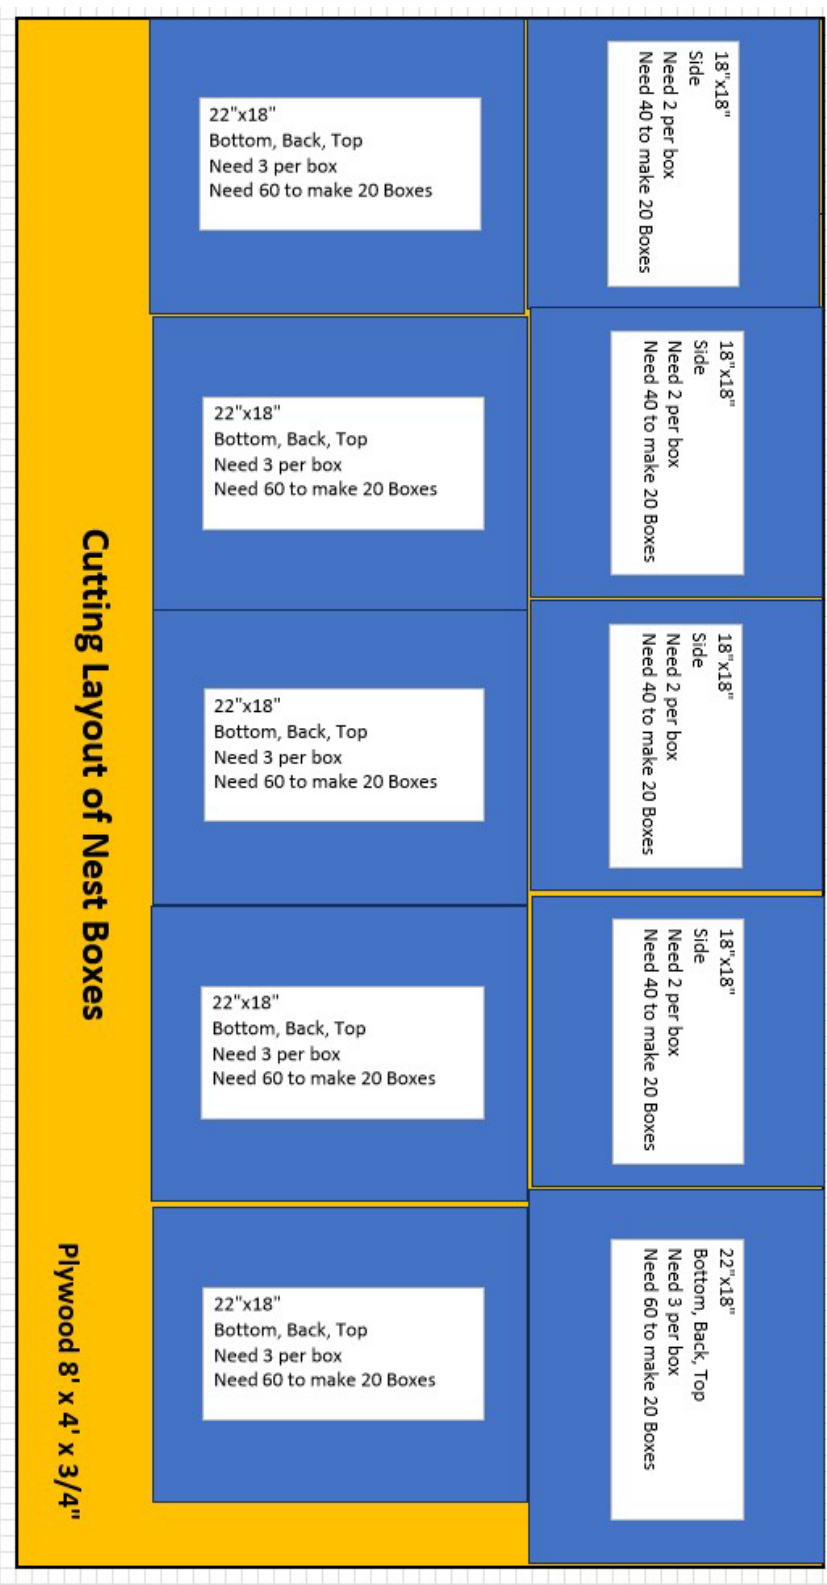 22"x18"
Bottom, Back, Top
Need 3 per box
Need 60 to make 20 Boxes
18"x18"
Side
Need 2 per box
Need 40 to make 20 Boxes
22"x18"
Bottom, Back, Top
Need 3 per box
Need 60 to make 20 Boxes
18"x18"
Side
Need 2 per box
Need 40 to make 20 Boxes
22"x18"
Bottom, Back, Top
Need 3 per box
Need 60 to make 20 Boxes
18"x18"
Side
Need 2 per box
Need 40 to make 20 Boxes
22"x18"
Bottom, Back, Top
Need 3 per box
Need 60 to make 20 Boxes
18"x18"
Side
Need 2 per box
Need 40 to make 20 Boxes
22"x18"
Bottom, Back, Top
Need 3 per box
Need 60 to make 20 Boxes
22"x18"
Bottom, Back, Top
Need 3 per box
Need 60 to make 20 Boxes
Cutting Layout of Nest Boxes
Plywood 8' x 4' x 3/4"